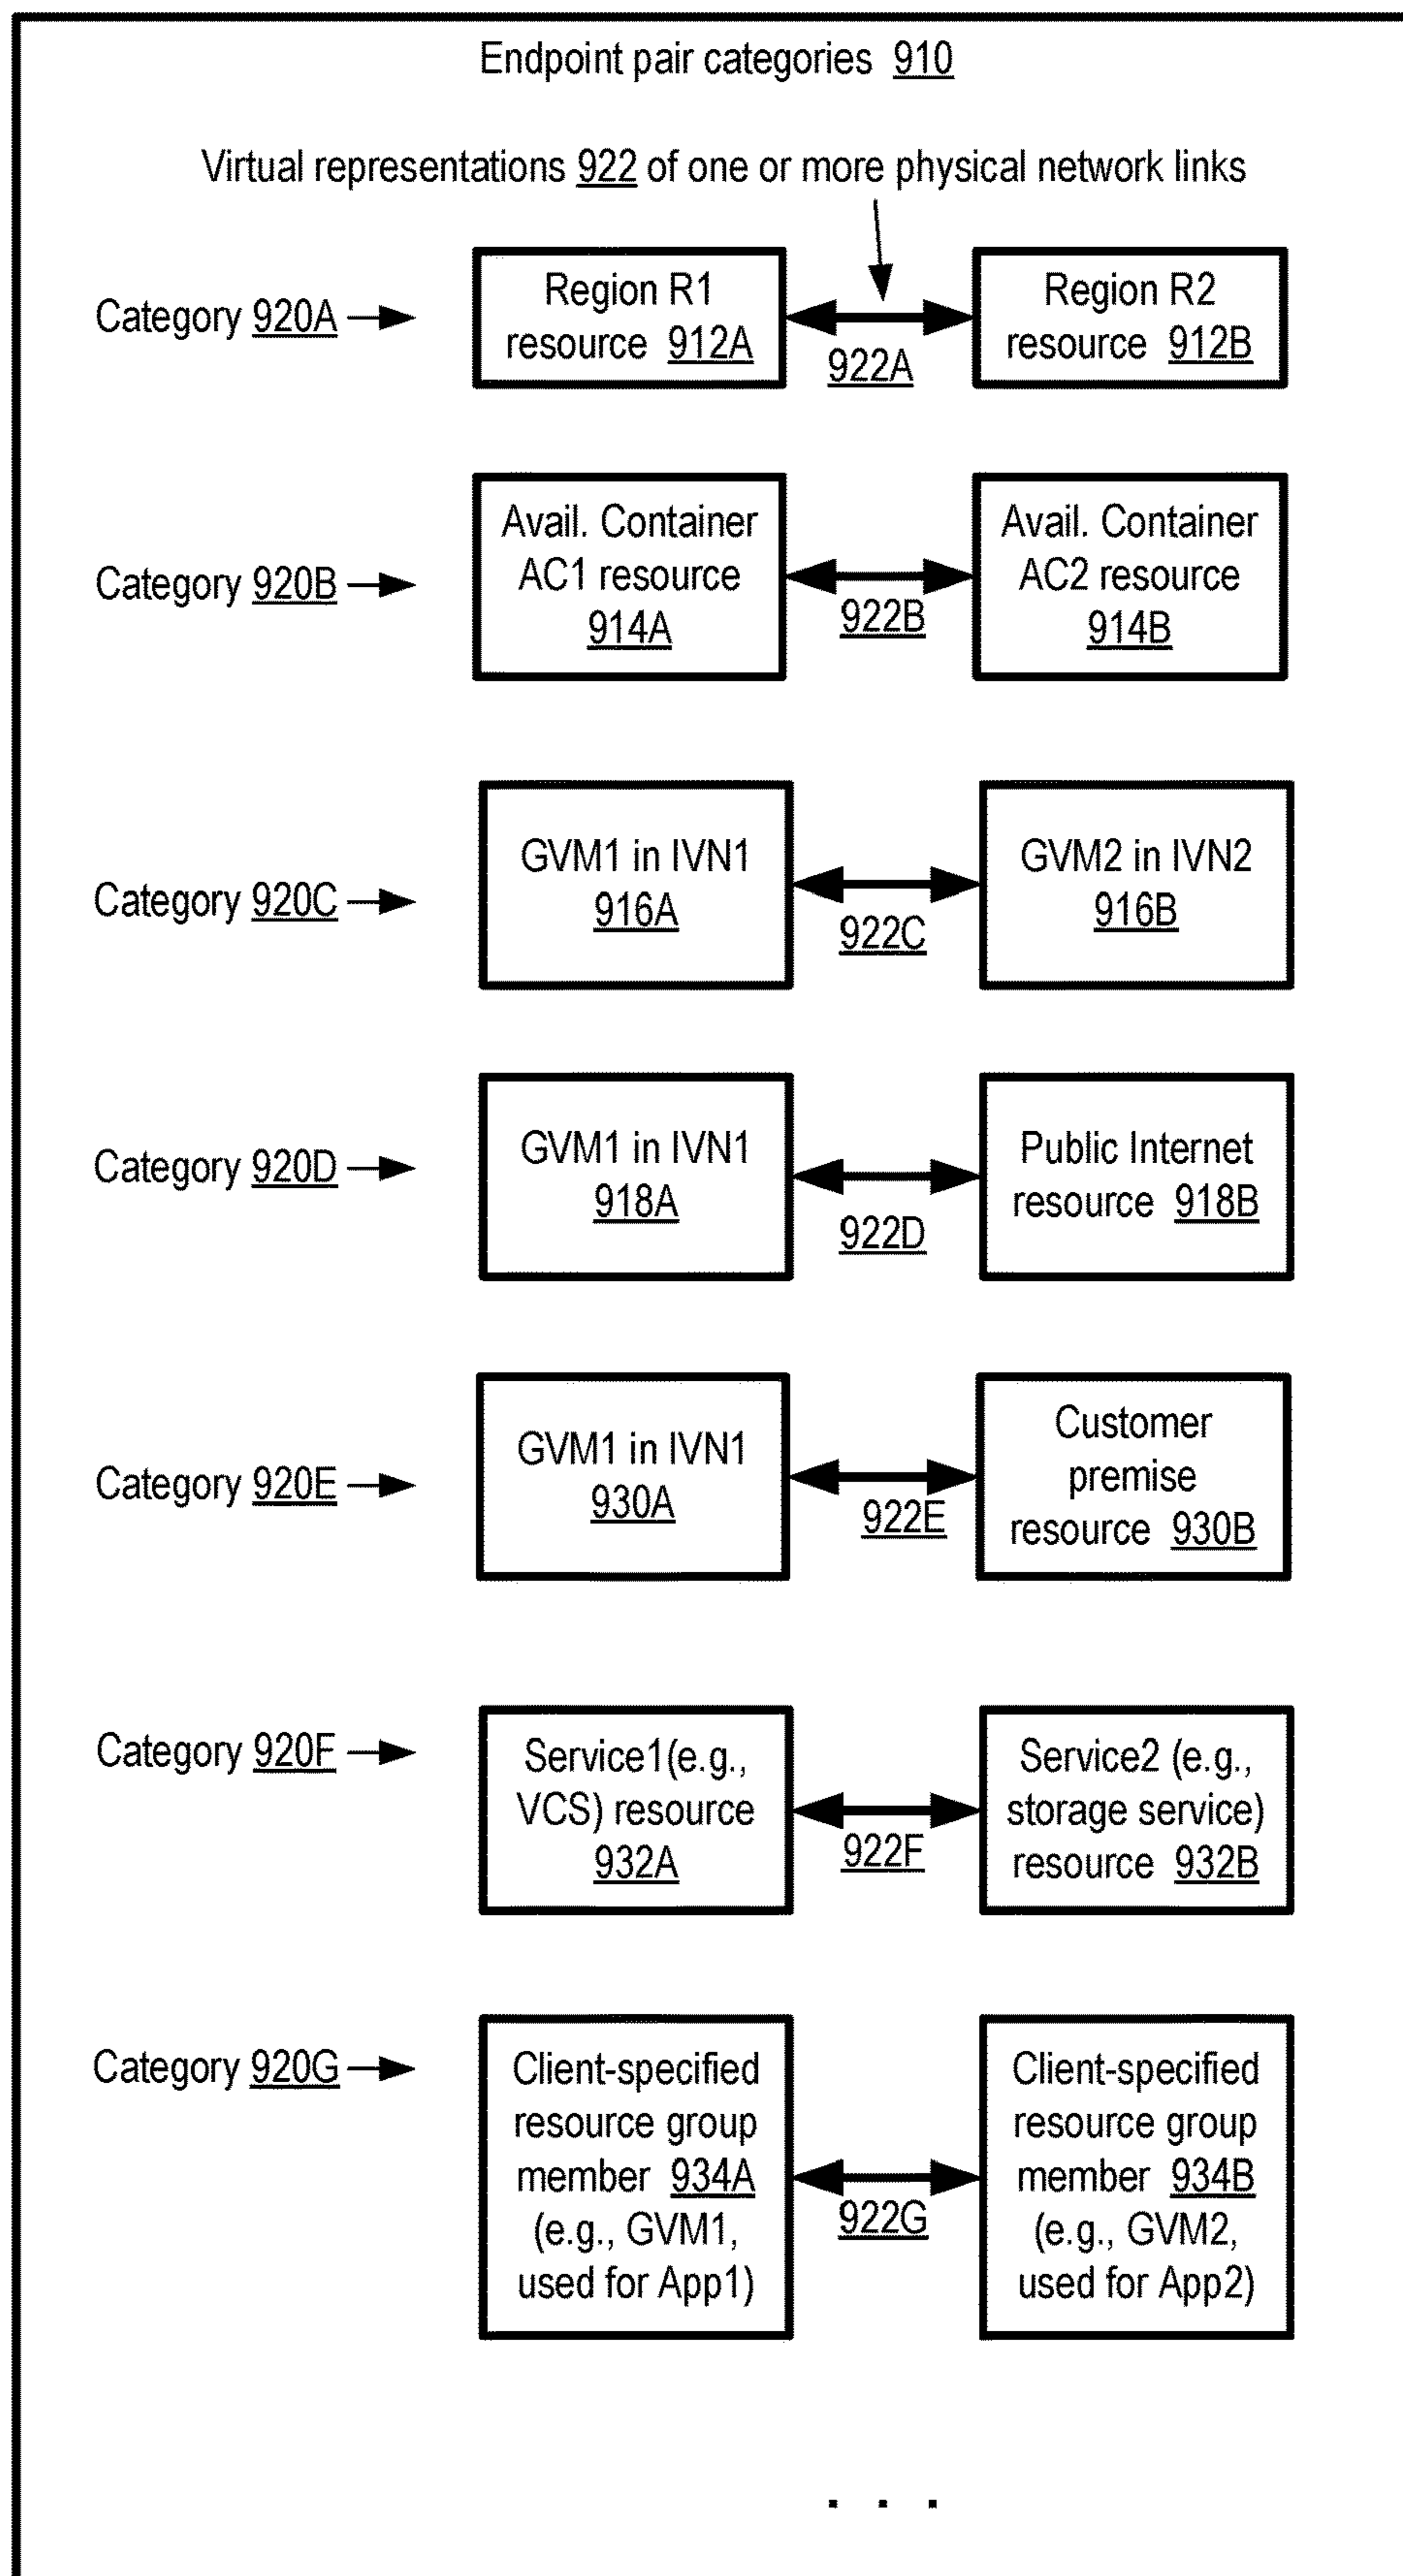 Endpoint pair categories 910
Virtual representations 922 of one or more physical network links
Category 920A
Region R1
resource 912A
922A
Region R2
resource 912B
Category 920B
Avail. Container
AC1 resource
914A
922B
Avail. Container
AC2 resource
914B
Category 920C
GVM1 in IVN1
916A
922C
GVM2 in IVN2
916B
Category 920D
GVM1 in IVN1
918A
922D
Public Internet
resource 918B
Category 920E
GVM1 in IVN1
930A
922E
Customer
premise
resource 930B
Category 920F
Service1(e.g.,
VCS) resource
932A
922F
Service2 (e.g.,
storage service)
resource 932B
Category 920G
Client-specified
resource group
member 934A
(e.g., GVM1,
used for App1)
922G
Client-specified
resource group
member 934B
(e.g., GVM2,
used for App2)
. . .